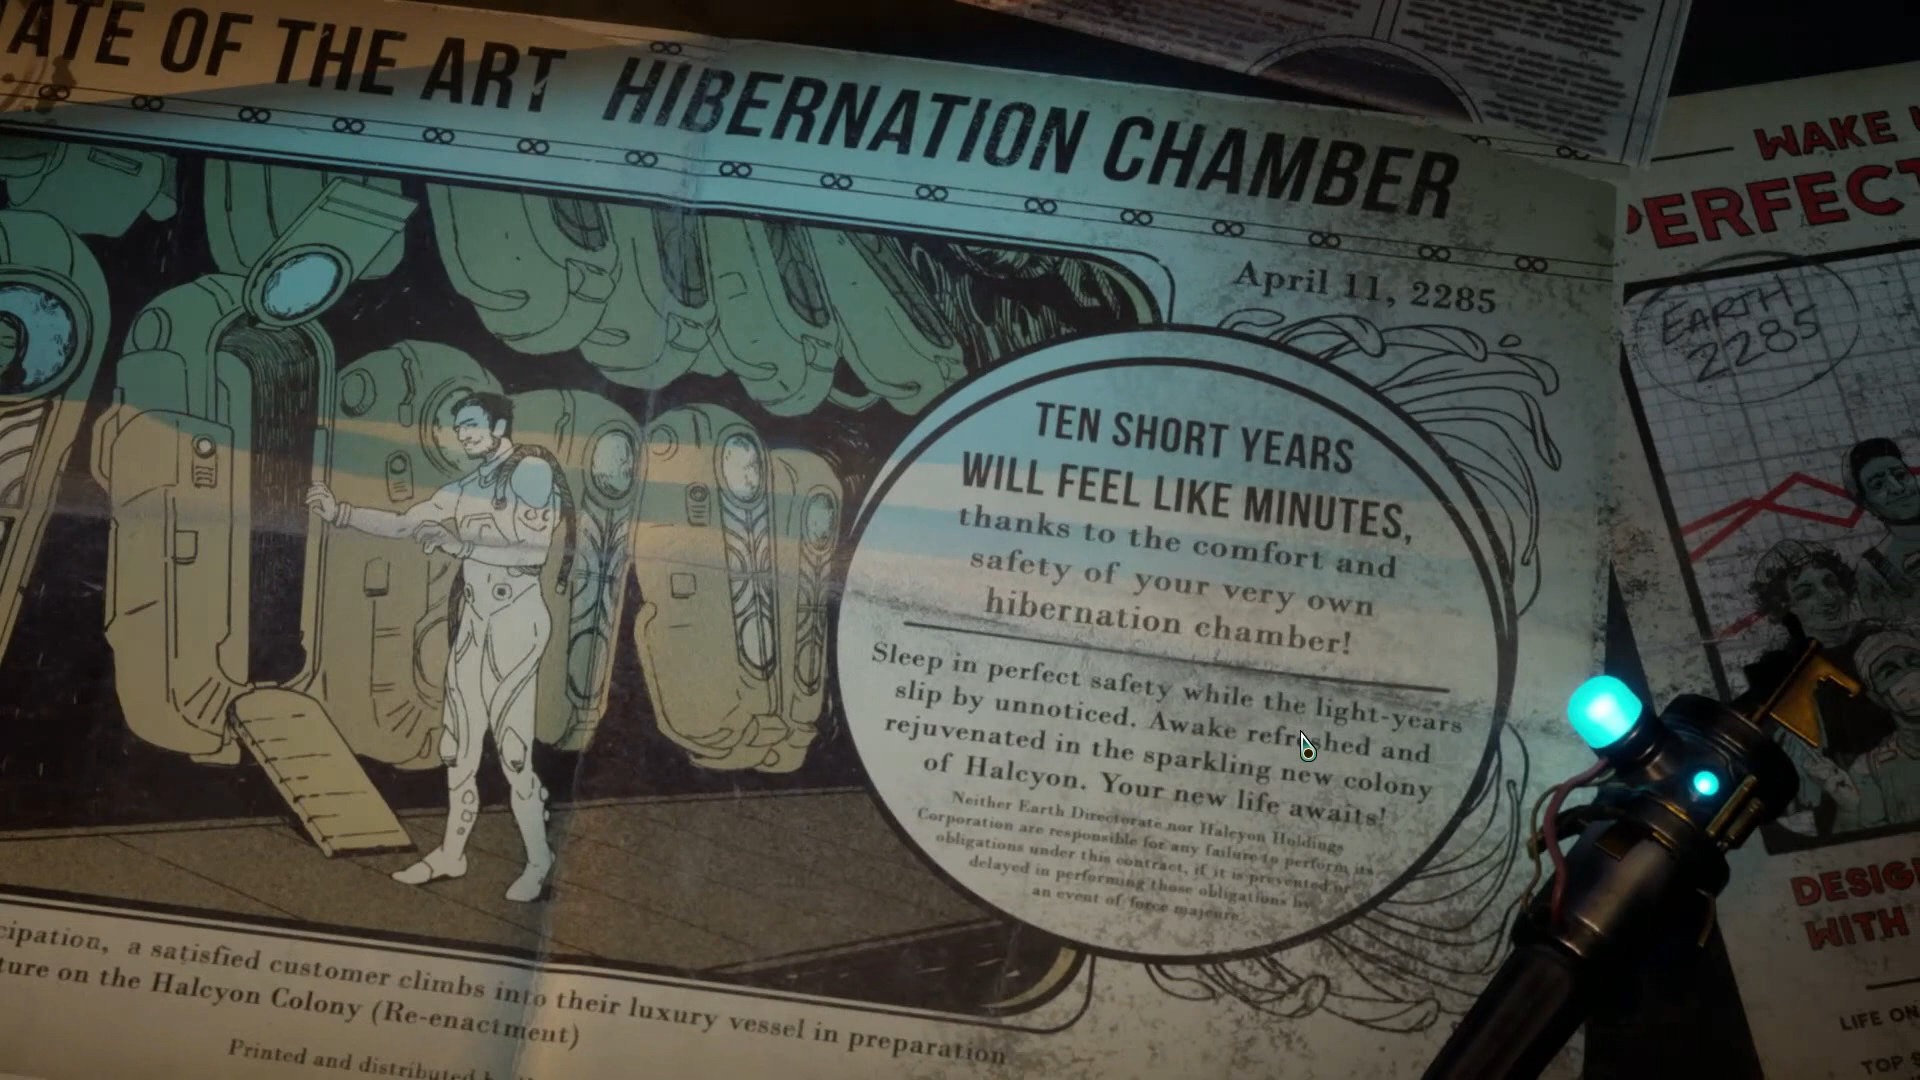 ATE OF THE ART HIBERNATION CHAMBER
April 11, 2285
TEN SHORT YEARS
WILL FEEL LIKE MINUTES,
thanks to the comfort and
safety of your very own
hibernation chamber!
Sleep in perfect safety while the light-years
slip by unnoticed. Awake refreshed and
rejuvenated in the sparkling new colony
of Halcyon. Your new life awaits!
Neither Earth Directorate nor Halcyon Holdings
Corporation are responsible for any failure to perform its
obligations under this contract, if it is prevented or
delayed in performing those obligations by
an event of force majeure.
cipation, a satisfied customer climbs into their luxury vessel in preparation
ture on the Halcyon Colony (Re-enactment)
Printed and distributed
WAKE
PERFECT
EARTH
2285
DESIG
WITH
LIFE ON
TOP S